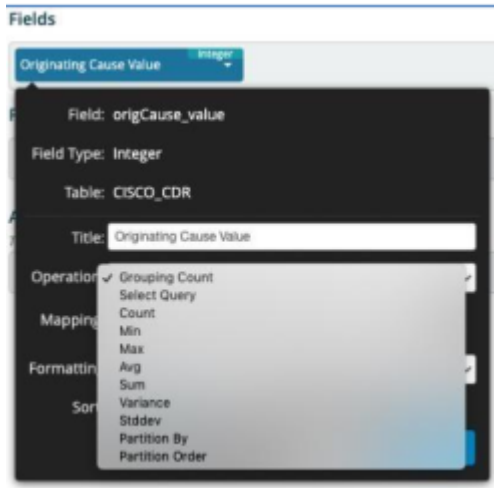 Fields
Originating Cause Value
Integer
Field: origCause_value
Field Type: Integer
Table: CISCO_CDR
Title: Originating Cause Value
Operation ✓ Grouping Count
Select Query
Count
Mapping
Min
Max
Avg
Formattin
Sum
Variance
Sor
Stddev
Partition By
Partition Order